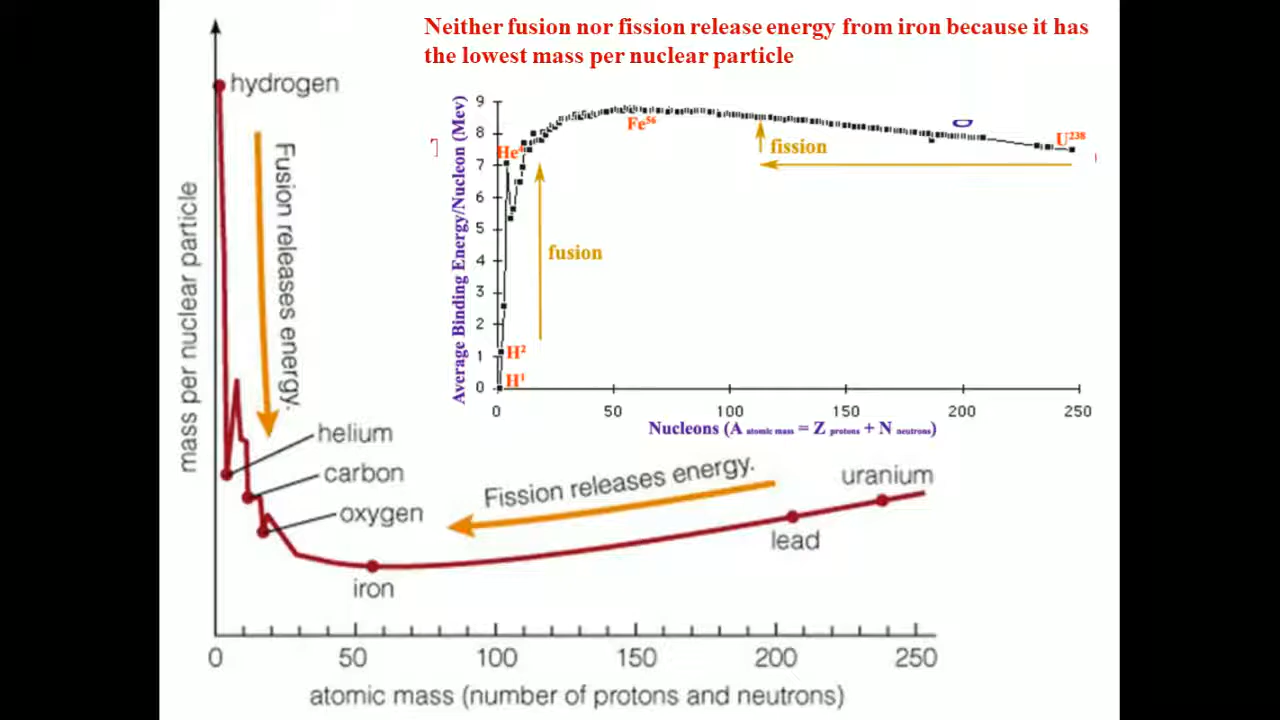 Neither fusion nor fission release energy from iron because it has
the lowest mass per nuclear particle
hydrogen
Fusion releases energy.
mass per nuclear particle
helium
carbon
oxygen
iron
Fission releases energy.
lead
uranium
0 50 100 150 200 250
atomic mass (number of protons and neutrons)
Average Binding Energy/Nucleon (Mev)
9
8
7
6
5
4
3
2
1
0
He⁴
Fe⁵⁶
U²³⁸
fission
fusion
H²
H¹
0 50 100 150 200 250
Nucleons (A atomic mass = Z protons + N neutrons)